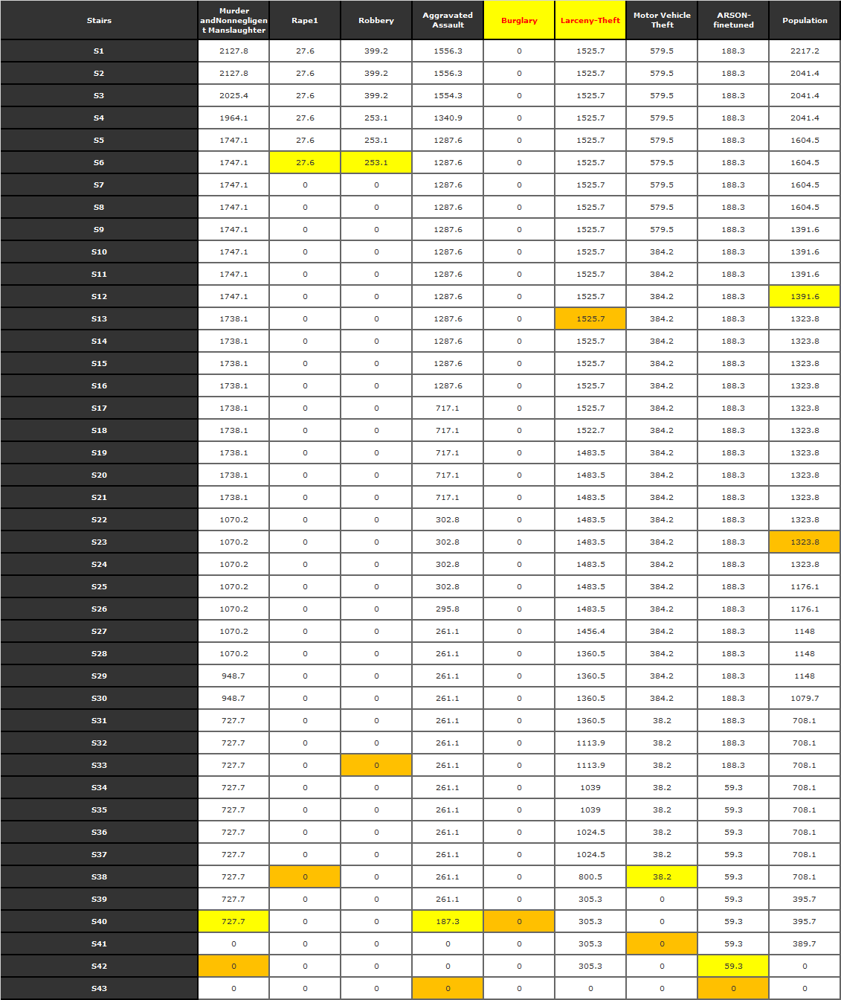 Stairs Murder andNonnegligen t Manslaughter Rape1 Robbery Aggravated Assault Burglary Larceny-Theft Motor Vehicle Theft ARSON-finetuned Population
S1 2127.8 27.6 399.2 1556.3 0 1525.7 579.5 188.3 2217.2
S2 2127.8 27.6 399.2 1556.3 0 1525.7 579.5 188.3 2041.4
S3 2025.4 27.6 399.2 1554.3 0 1525.7 579.5 188.3 2041.4
S4 1964.1 27.6 253.1 1340.9 0 1525.7 579.5 188.3 2041.4
S5 1747.1 27.6 253.1 1287.6 0 1525.7 579.5 188.3 1604.5
S6 1747.1 27.6 253.1 1287.6 0 1525.7 579.5 188.3 1604.5
S7 1747.1 0 0 1287.6 0 1525.7 579.5 188.3 1604.5
S8 1747.1 0 0 1287.6 0 1525.7 579.5 188.3 1604.5
S9 1747.1 0 0 1287.6 0 1525.7 579.5 188.3 1391.6
S10 1747.1 0 0 1287.6 0 1525.7 384.2 188.3 1391.6
S11 1747.1 0 0 1287.6 0 1525.7 384.2 188.3 1391.6
S12 1747.1 0 0 1287.6 0 1525.7 384.2 188.3 1391.6
S13 1738.1 0 0 1287.6 0 1525.7 384.2 188.3 1323.8
S14 1738.1 0 0 1287.6 0 1525.7 384.2 188.3 1323.8
S15 1738.1 0 0 1287.6 0 1525.7 384.2 188.3 1323.8
S16 1738.1 0 0 1287.6 0 1525.7 384.2 188.3 1323.8
S17 1738.1 0 0 717.1 0 1525.7 384.2 188.3 1323.8
S18 1738.1 0 0 717.1 0 1522.7 384.2 188.3 1323.8
S19 1738.1 0 0 717.1 0 1483.5 384.2 188.3 1323.8
S20 1738.1 0 0 717.1 0 1483.5 384.2 188.3 1323.8
S21 1738.1 0 0 717.1 0 1483.5 384.2 188.3 1323.8
S22 1070.2 0 0 302.8 0 1483.5 384.2 188.3 1323.8
S23 1070.2 0 0 302.8 0 1483.5 384.2 188.3 1323.8
S24 1070.2 0 0 302.8 0 1483.5 384.2 188.3 1323.8
S25 1070.2 0 0 302.8 0 1483.5 384.2 188.3 1176.1
S26 1070.2 0 0 295.8 0 1483.5 384.2 188.3 1176.1
S27 1070.2 0 0 261.1 0 1456.4 384.2 188.3 1148
S28 1070.2 0 0 261.1 0 1360.5 384.2 188.3 1148
S29 948.7 0 0 261.1 0 1360.5 384.2 188.3 1148
S30 948.7 0 0 261.1 0 1360.5 384.2 188.3 1079.7
S31 727.7 0 0 261.1 0 1360.5 38.2 188.3 708.1
S32 727.7 0 0 261.1 0 1113.9 38.2 188.3 708.1
S33 727.7 0 0 261.1 0 1113.9 38.2 188.3 708.1
S34 727.7 0 0 261.1 0 1039 38.2 59.3 708.1
S35 727.7 0 0 261.1 0 1039 38.2 59.3 708.1
S36 727.7 0 0 261.1 0 1024.5 38.2 59.3 708.1
S37 727.7 0 0 261.1 0 1024.5 38.2 59.3 708.1
S38 727.7 0 0 261.1 0 800.5 38.2 59.3 708.1
S39 727.7 0 0 261.1 0 305.3 0 59.3 395.7
S40 727.7 0 0 187.3 0 305.3 0 59.3 395.7
S41 0 0 0 0 0 305.3 0 59.3 389.7
S42 0 0 0 0 0 305.3 0 59.3 0
S43 0 0 0 0 0 0 0 0 0